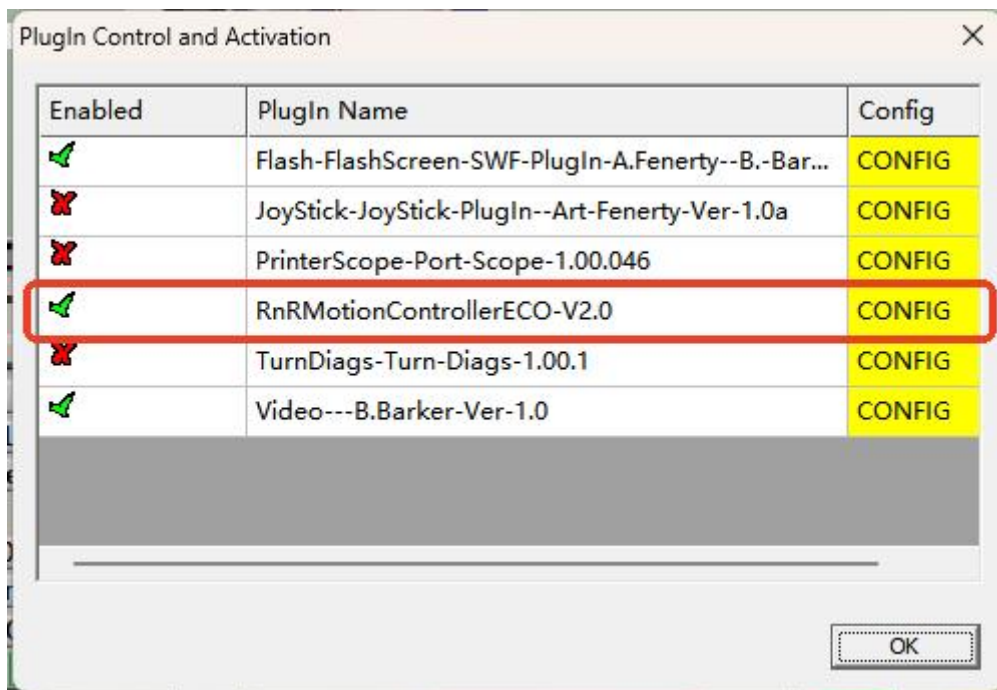 PlugIn Control and Activation
Enabled PlugIn Name Config
Flash-FlashScreen-SWF-PlugIn-A.Fenerty--B.-Bar... CONFIG
JoyStick-JoyStick-PlugIn--Art-Fenerty-Ver-1.0a CONFIG
PrinterScope-Port-Scope-1.00.046 CONFIG
RnRMotionControllerECO-V2.0 CONFIG
TurnDiags-Turn-Diags-1.00.1 CONFIG
Video---B.Barker-Ver-1.0 CONFIG
OK